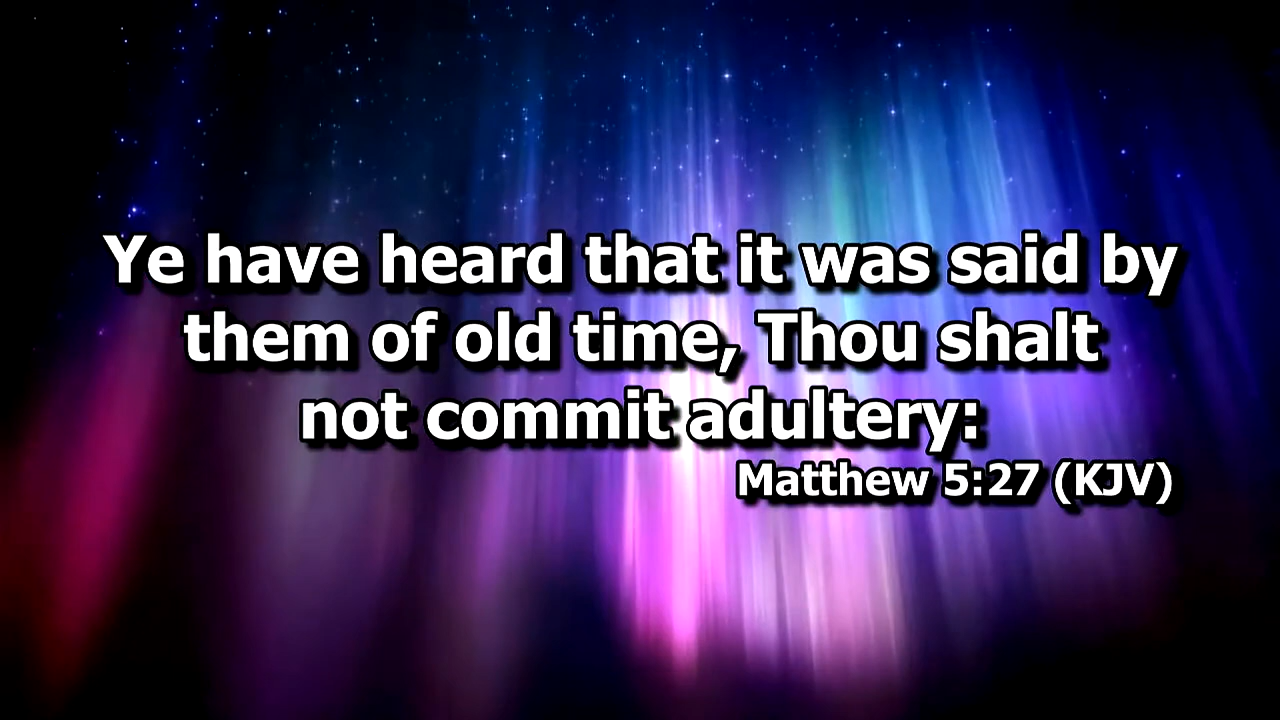 Ye have heard that it was said by
them of old time, Thou shalt
not commit adultery:
Matthew 5:27 (KJV)